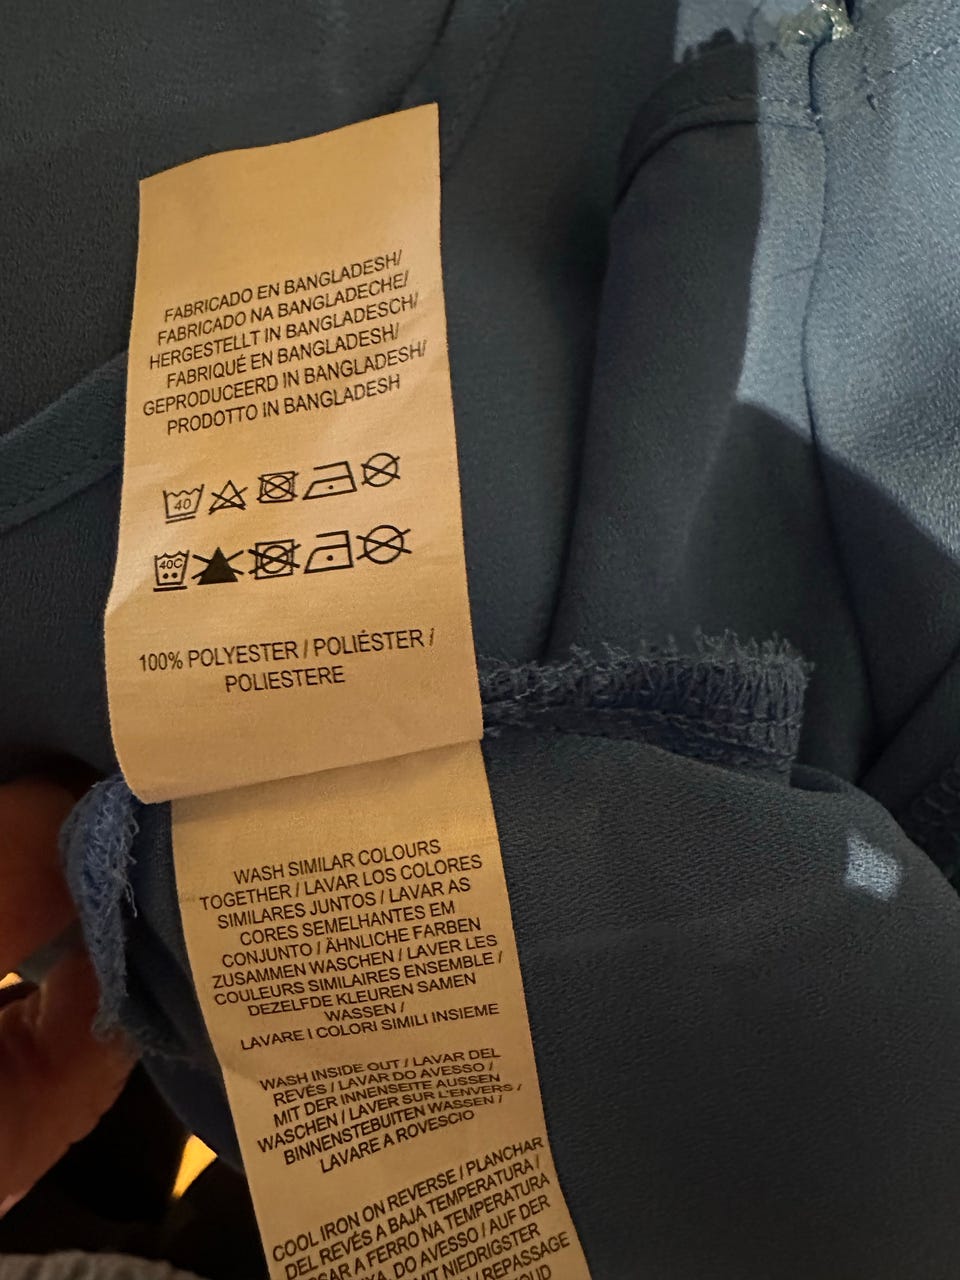 FABRICADO EN BANGLADESH/
FABRICADO NA BANGLADECHE/
HERGESTELLT IN BANGLADESCH/
FABRIQUÉ EN BANGLADESH/
GEPRODUCEERD IN BANGLADESH/
PRODOTTO IN BANGLADESH
40
40C
100% POLYESTER / POLIÉSTER /
POLIESTERE
WASH SIMILAR COLOURS
TOGETHER / LAVAR LOS COLORES
SIMILARES JUNTOS / LAVAR AS
CORES SEMELHANTES EM
CONJUNTO / ÄHNLICHE FARBEN
ZUSAMMEN WASCHEN / LAVER LES
COULEURS SIMILAIRES ENSEMBLE /
DEZELFDE KLEUREN SAMEN
WASSEN /
LAVARE I COLORI SIMILI INSIEME
WASH INSIDE OUT / LAVAR DEL
REVÉS / LAVAR DO AVESSO /
MIT DER INNENSEITE AUSSEN
WASCHEN / LAVER SUR L'ENVERS /
BINNENSTEBUITEN WASSEN /
LAVARE A ROVESCIO
COOL IRON ON REVERSE / PLANCHAR
DEL REVÉS A BAJA TEMPERATURA /
A FERRO NA TEMPERATURA
DO AVESSO / AUF DER
MIT NIEDRIGSTER
/ REPASSAGE